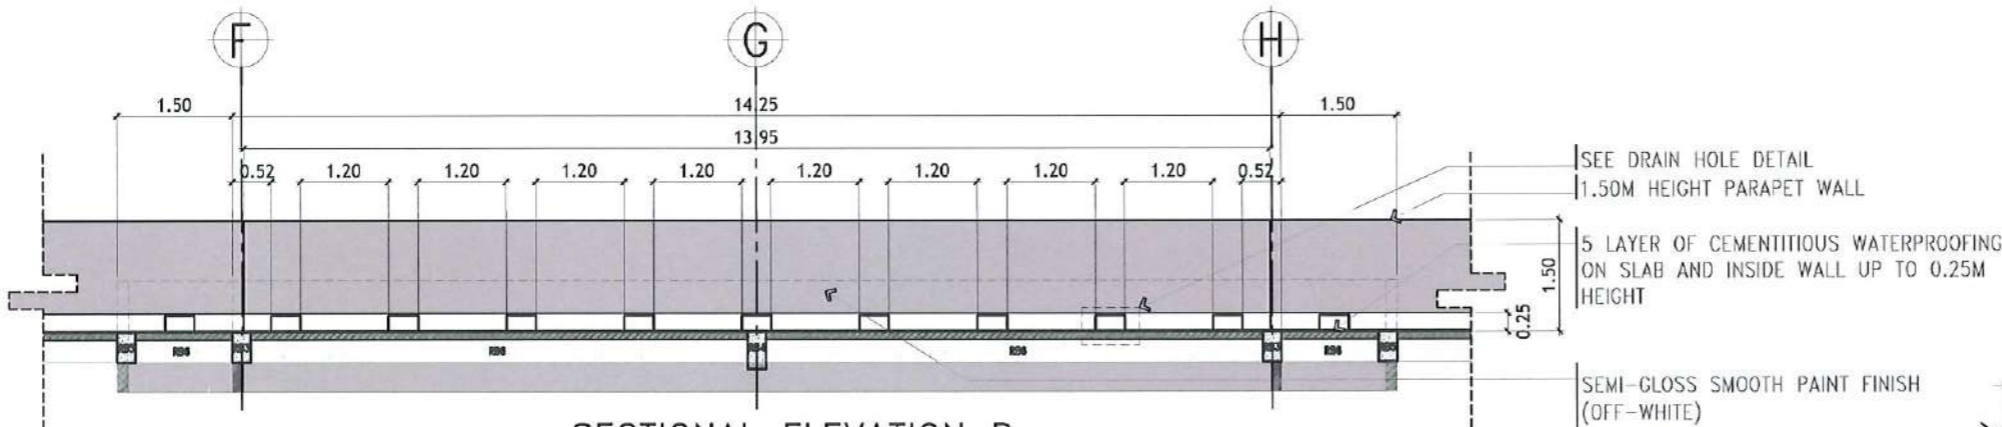 F G H
1.50 14.25 1.50
13.95
0.52 1.20 1.20 1.20 1.20 1.20 1.20 1.20 1.20 0.52
SEE DRAIN HOLE DETAIL
1.50M HEIGHT PARAPET WALL
5 LAYER OF CEMENTITIOUS WATERPROOFING
ON SLAB AND INSIDE WALL UP TO 0.25M
HEIGHT
1.50
0.25
SEMI-GLOSS SMOOTH PAINT FINISH
(OFF-WHITE)
SECTIONAL ELEVATION